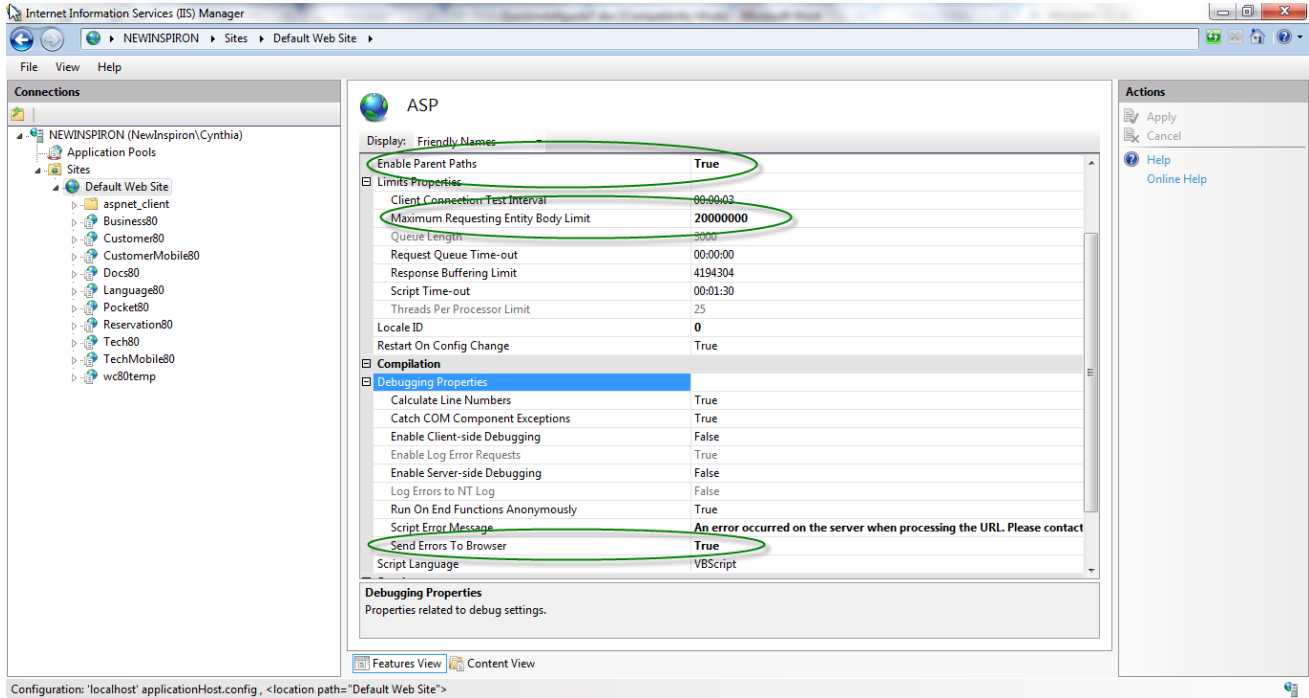 Internet Information Services (IIS) Manager
NEWINSPIRON Sites Default Web Site
File View Help
Connections
NEWINSPIRON (NewInspiron\Cynthia)
Application Pools
Sites
Default Web Site
aspnet_client
Business80
Customer80
CustomerMobile80
Docs80
Language80
Pocket80
Reservation80
Tech80
TechMobile80
wc80temp
ASP
Display: Friendly Names
Enable Parent Paths True
Limits Properties
Client Connection Test Interval 00:00:03
Maximum Requesting Entity Body Limit 20000000
Queue Length 3000
Request Queue Time-out 00:00:00
Response Buffering Limit 4194304
Script Time-out 00:01:30
Threads Per Processor Limit 25
Locale ID 0
Restart On Config Change True
Compilation
Debugging Properties
Calculate Line Numbers True
Catch COM Component Exceptions True
Enable Client-side Debugging False
Enable Log Error Requests True
Enable Server-side Debugging False
Log Errors to NT Log False
Run On End Functions Anonymously True
Script Error Message An error occurred on the server when processing the URL. Please contact
Send Errors To Browser True
Script Language VBScript
Debugging Properties
Properties related to debug settings.
Features View Content View
Actions
Apply
Cancel
Help
Online Help
Configuration: 'localhost' applicationHost.config , <location path="Default Web Site">